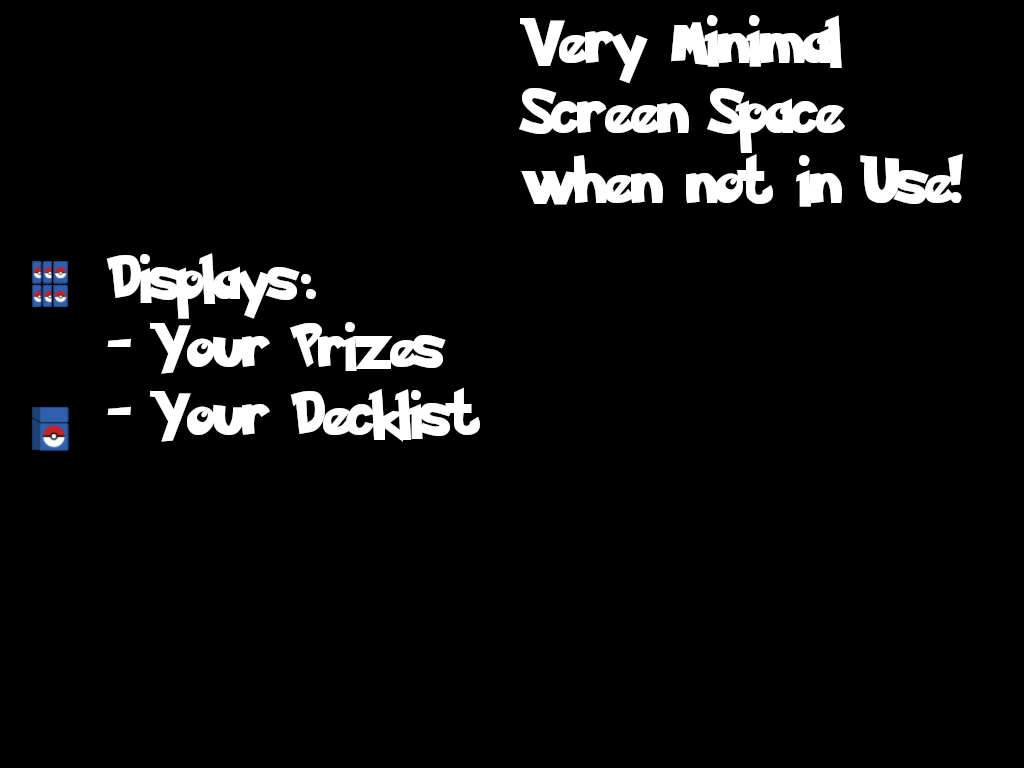 Very Minimal
Screen Space
when not in Use!
Displays:
- Your Prizes
- Your Decklist